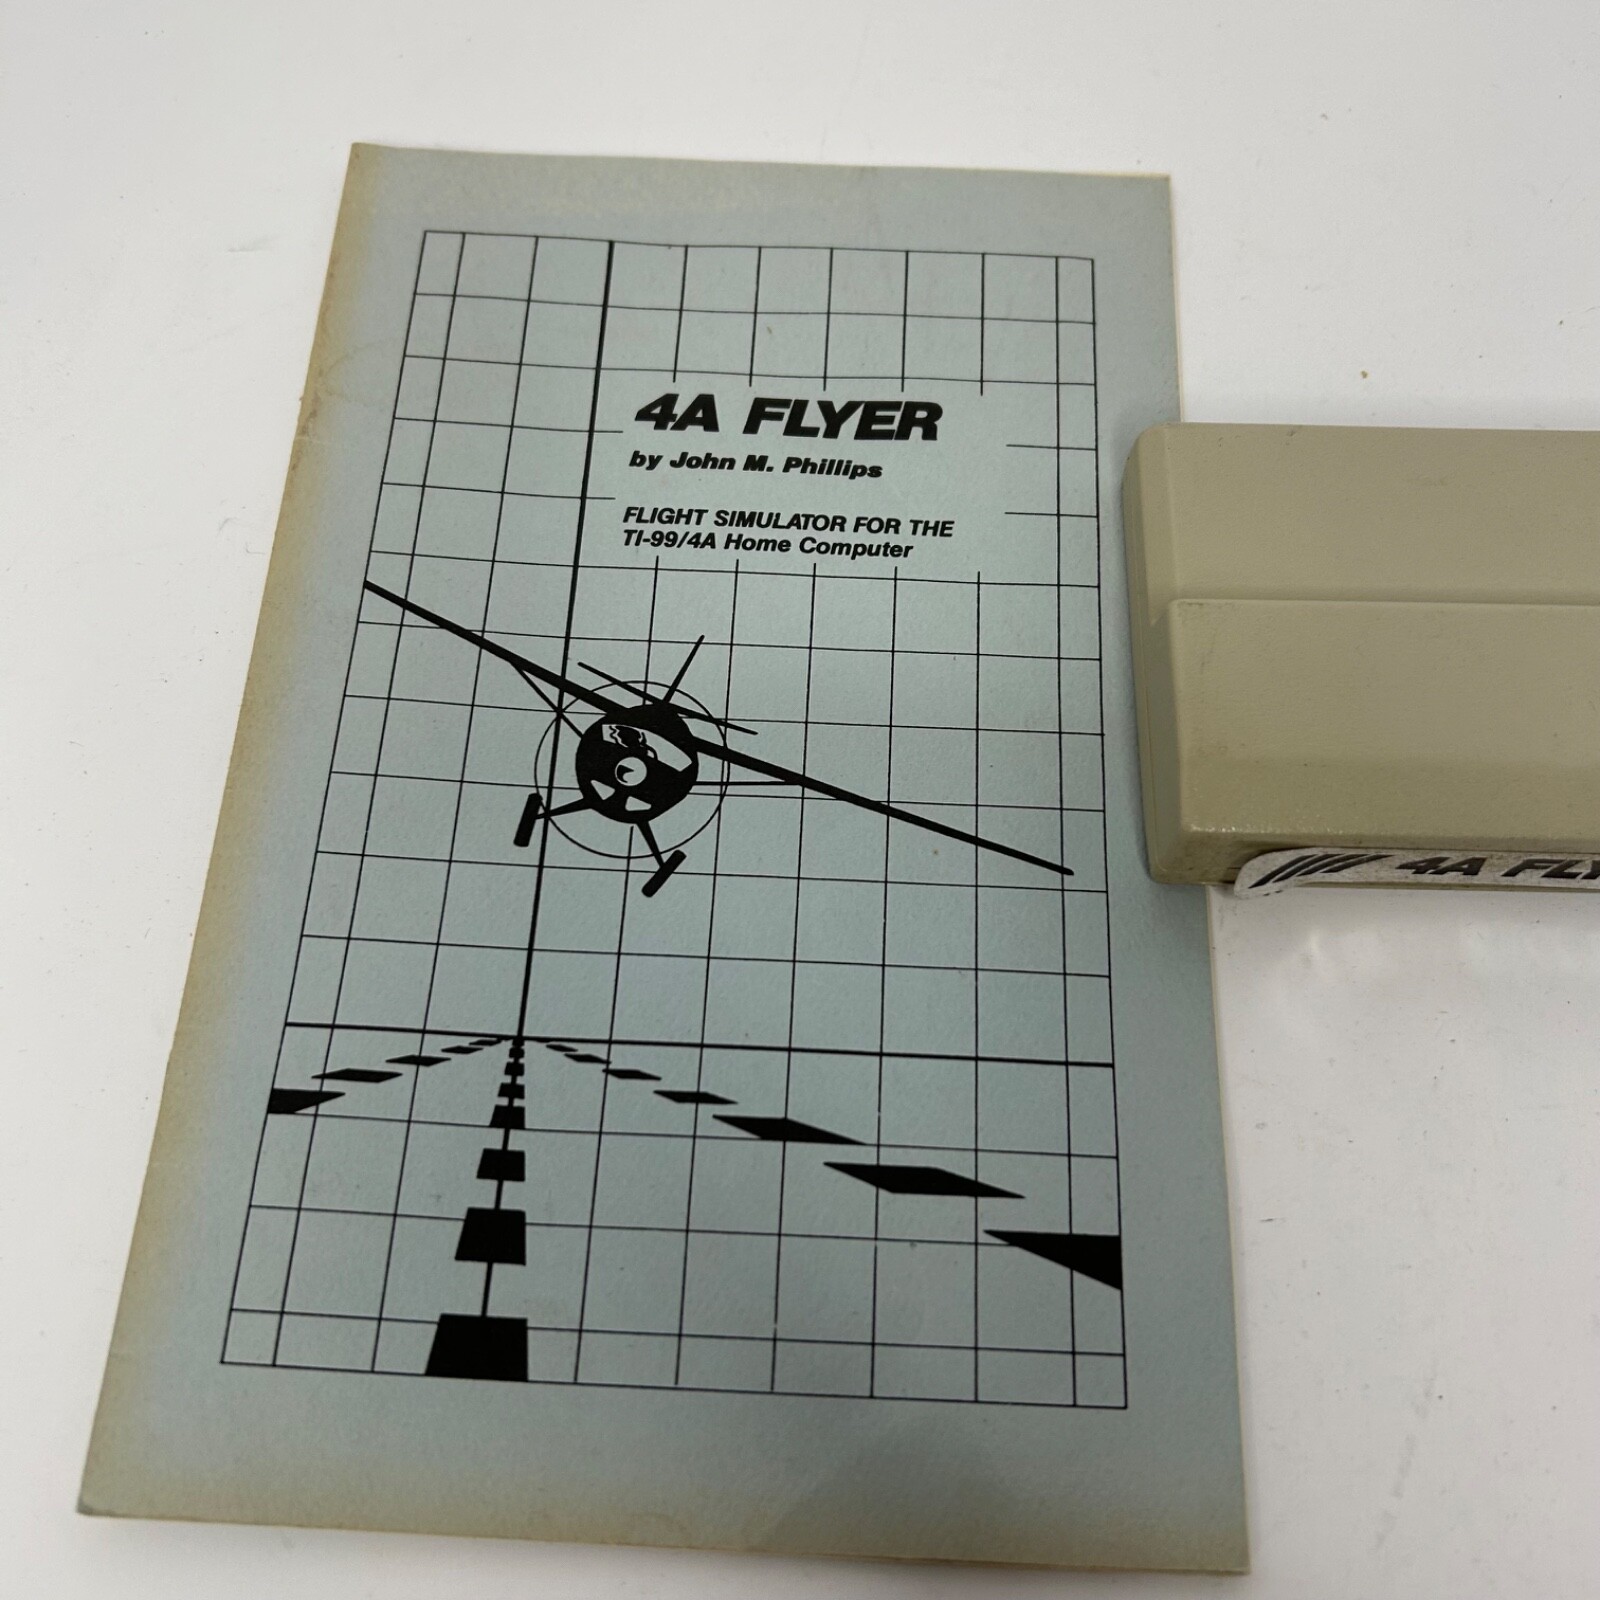 4A FLYER
by John M. Phillips
FLIGHT SIMULATOR FOR THE
TI-99/4A Home Computer
4A FLY